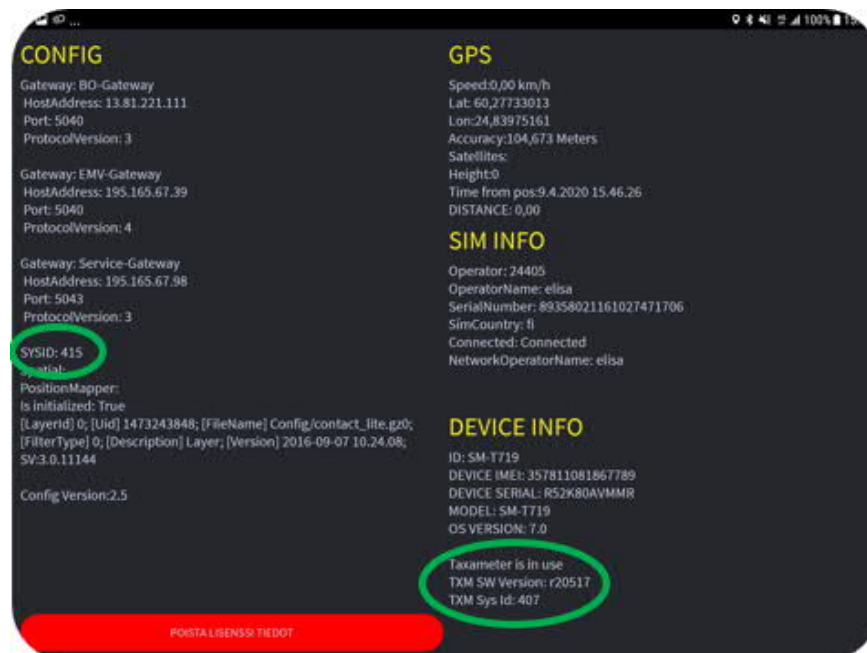 ...
100%
CONFIG
Gateway: BO-Gateway
HostAddress: 13.81.221.111
Port: 5040
ProtocolVersion: 3
Gateway: EMV-Gateway
HostAddress: 195.165.67.39
Port: 5040
ProtocolVersion: 4
Gateway: Service-Gateway
HostAddress: 195.165.67.98
Port: 5043
ProtocolVersion: 3
SYSID: 415
Spatial:
PositionMapper:
Is initialized: True
[LayerId] 0; [Uid] 1473243848; [FileName] Config/contact_lite.gz0;
[FilterType] 0; [Description] Layer; [Version] 2016-09-07 10.24.08;
SV:3.0.11144
Config Version:2.5
POISTA LISENSSI TIEDOT
GPS
Speed:0,00 km/h
Lat: 60,27733013
Lon:24,83975161
Accuracy:104,673 Meters
Satellites:
Height:0
Time from pos:9.4.2020 15.46.26
DISTANCE: 0,00
SIM INFO
Operator: 24405
OperatorName: elisa
SerialNumber: 89358021161027471706
SimCountry: fi
Connected: Connected
NetworkOperatorName: elisa
DEVICE INFO
ID: SM-T719
DEVICE IMEI: 357811081867789
DEVICE SERIAL: R52K80AVMMR
MODEL: SM-T719
OS VERSION: 7.0
Taxameter is in use
TXM SW Version: r20517
TXM Sys Id: 407